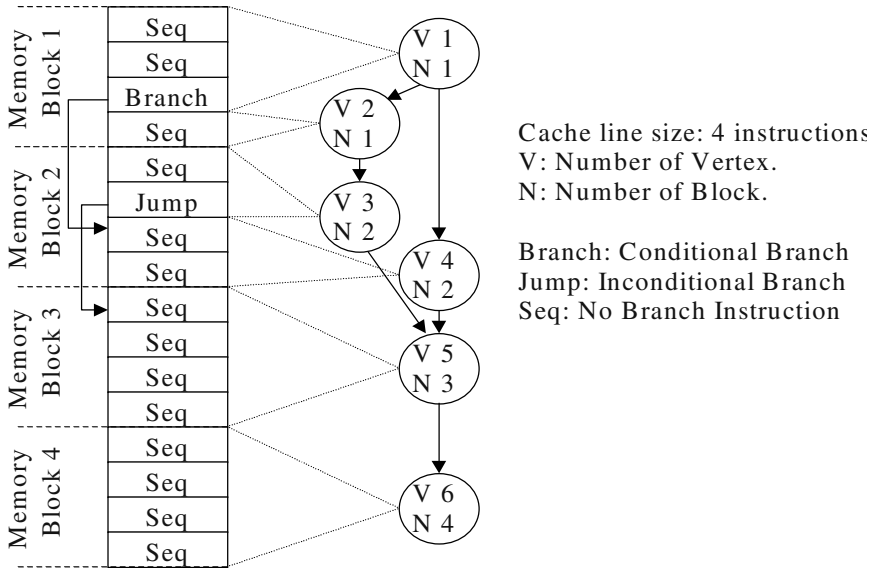 Memory
Block 1
Seq
Seq
Branch
Seq
Memory
Block 2
Seq
Jump
Seq
Seq
Memory
Block 3
Seq
Seq
Seq
Seq
Memory
Block 4
Seq
Seq
Seq
Seq
V 1
N 1
V 2
N 1
V 3
N 2
V 4
N 2
V 5
N 3
V 6
N 4
Cache line size: 4 instructions
V: Number of Vertex.
N: Number of Block.
Branch: Conditional Branch
Jump: Inconditional Branch
Seq: No Branch Instruction